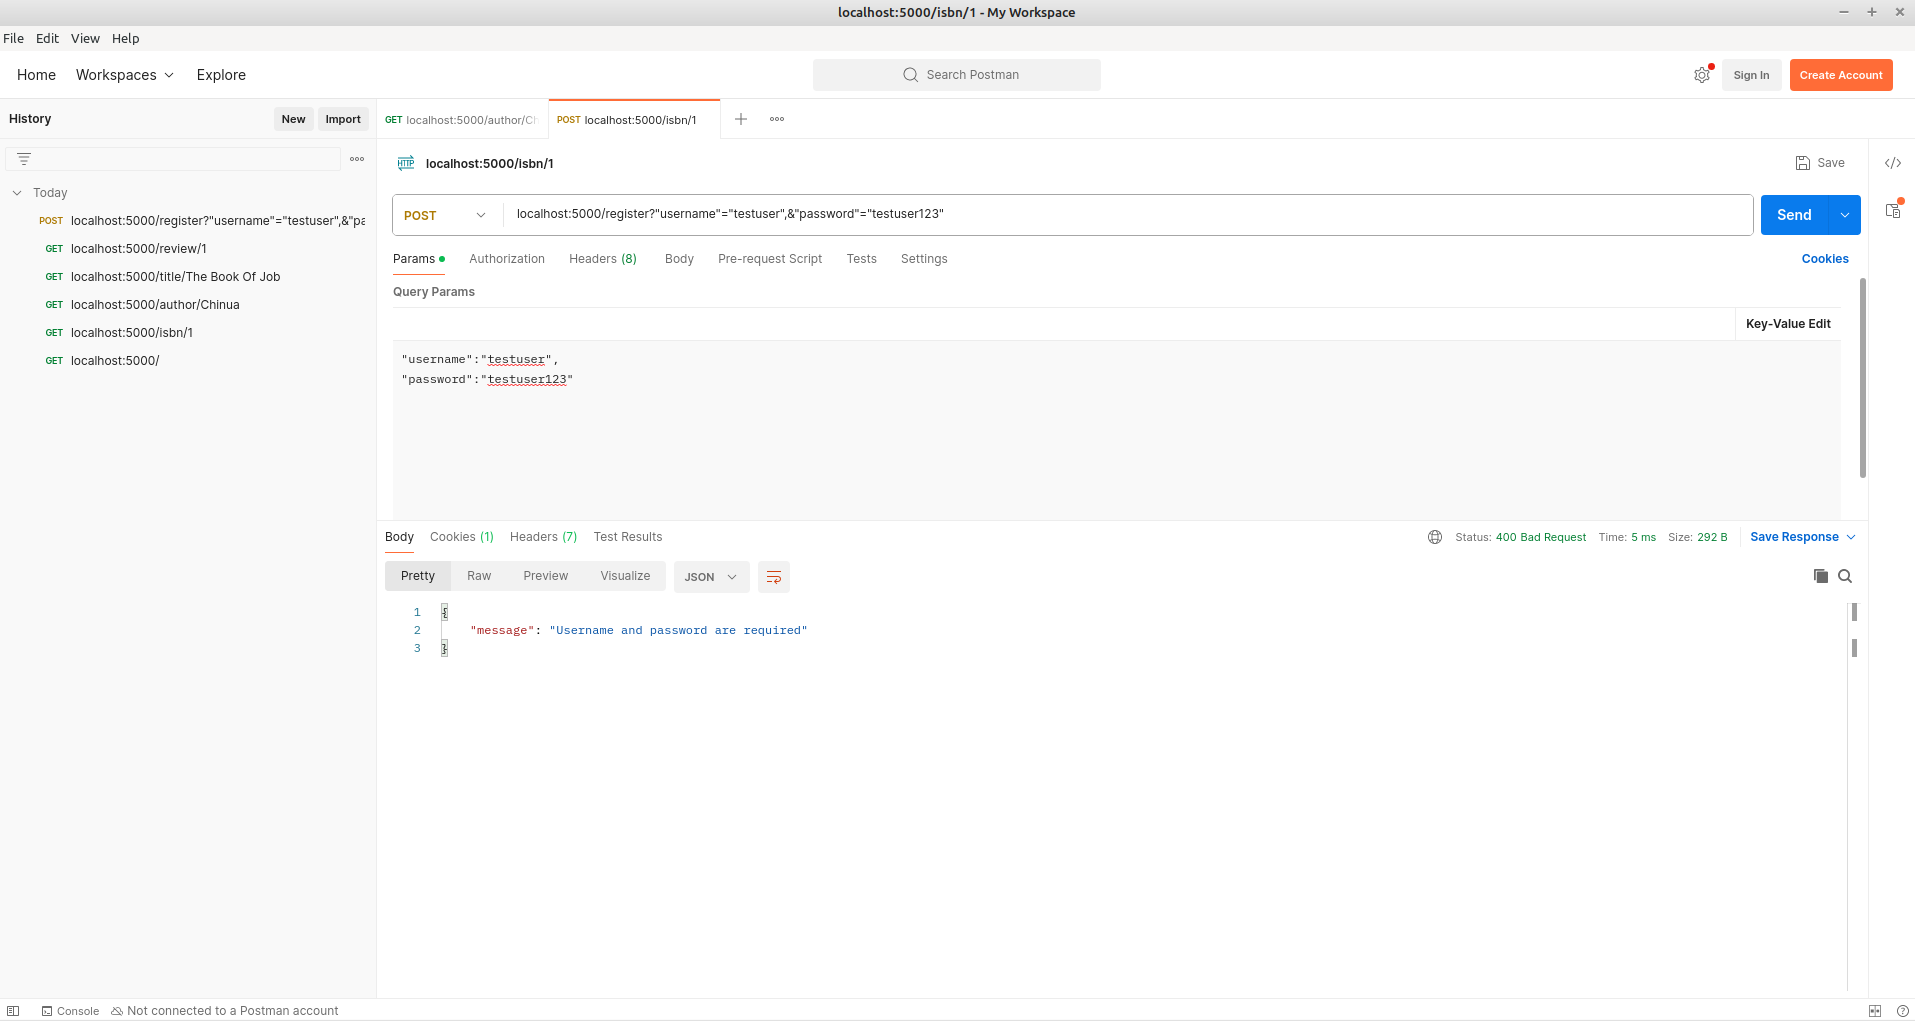 localhost:5000/isbn/1 - My Workspace
File Edit View Help
Home Workspaces Explore
Search Postman
Sign In Create Account
History New Import
GET localhost:5000/author/Ch
POST localhost:5000/isbn/1
HTTP localhost:5000/isbn/1
Save
Today
POST localhost:5000/register?"username"="testuser",&"pa
GET localhost:5000/review/1
GET localhost:5000/title/The Book Of Job
GET localhost:5000/author/Chinua
GET localhost:5000/isbn/1
GET localhost:5000/
POST localhost:5000/register?"username"="testuser",&"password"="testuser123"
Send
Params Authorization Headers (8) Body Pre-request Script Tests Settings
Cookies
Query Params
Key-Value Edit
"username":"testuser",
"password":"testuser123"
Body Cookies (1) Headers (7) Test Results
Status: 400 Bad Request Time: 5 ms Size: 292 B Save Response
Pretty Raw Preview Visualize JSON
1 {
2 "message": "Username and password are required"
3 }
Console Not connected to a Postman account